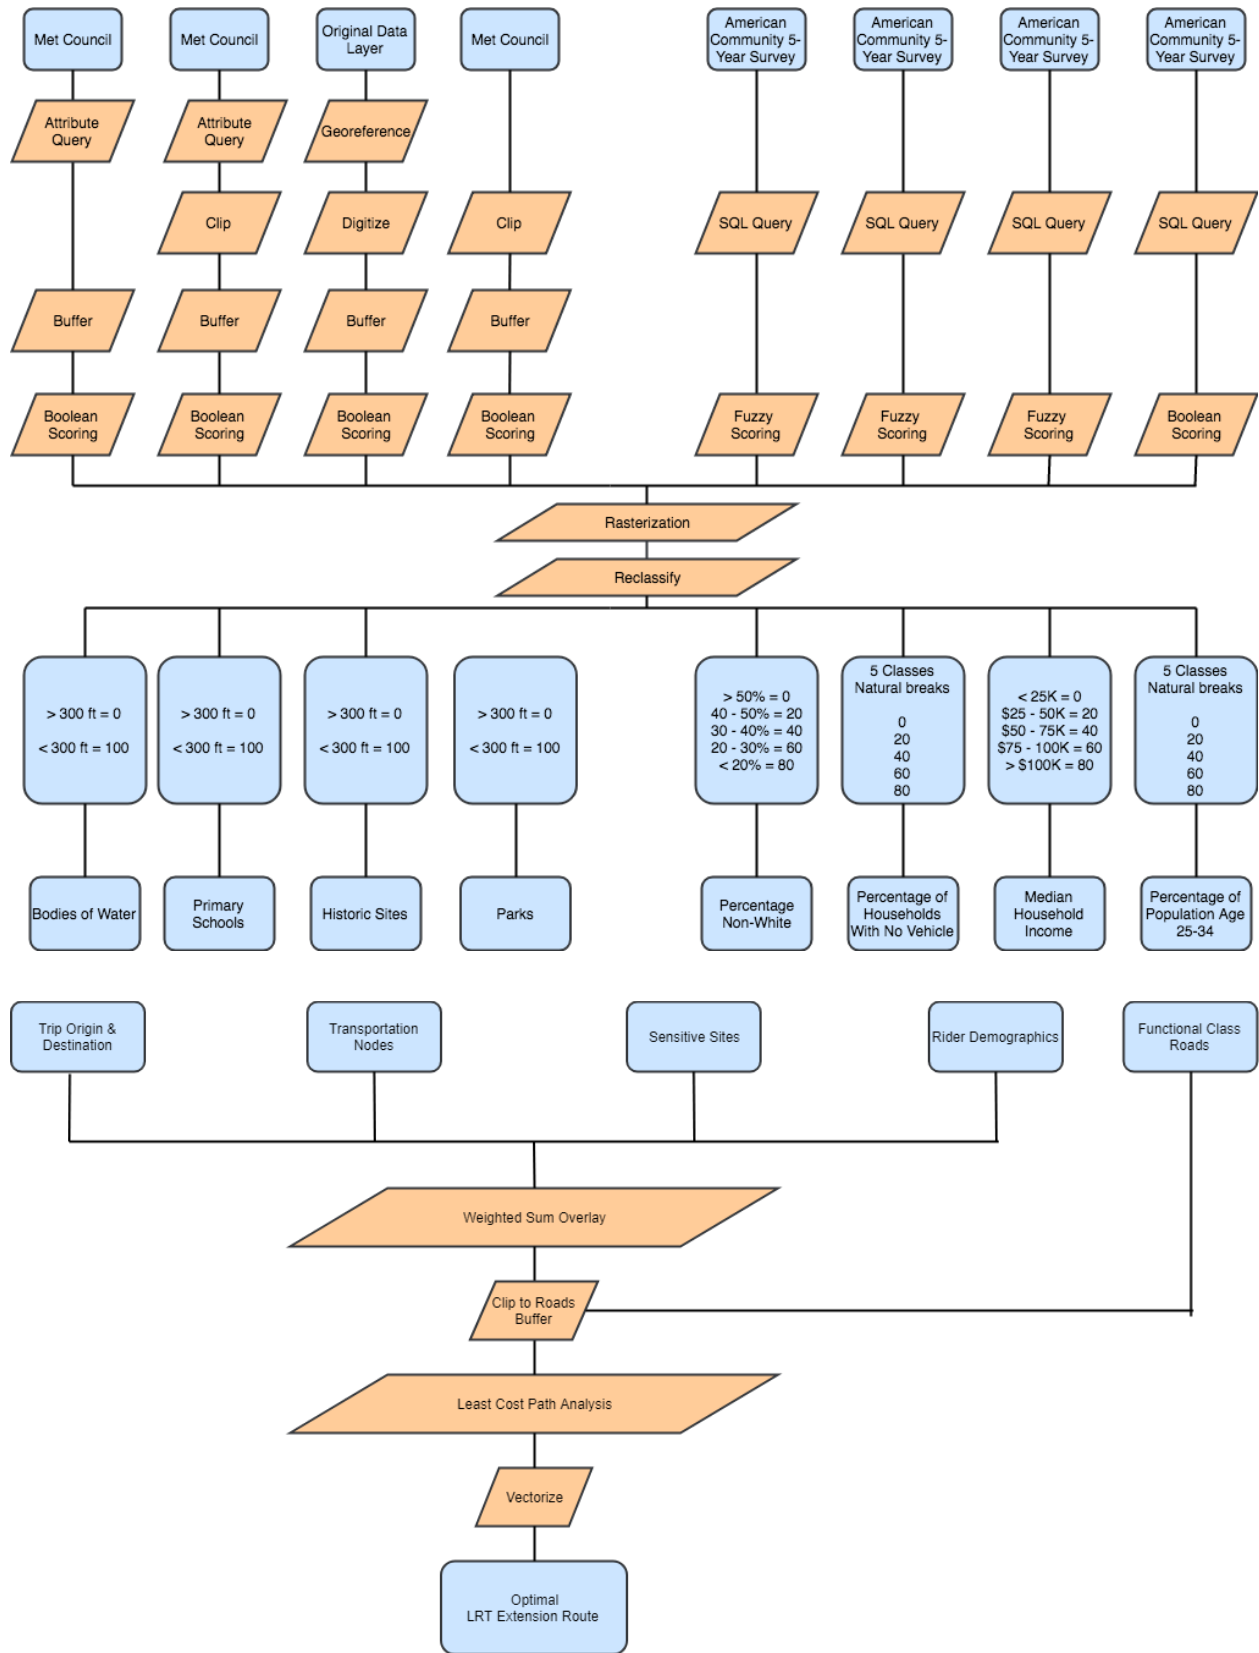 Met Council
Met Council
Original Data
Layer
Met Council
American
Community 5-
Year Survey
American
Community 5-
Year Survey
American
Community 5-
Year Survey
American
Community 5-
Year Survey
Attribute
Query
Attribute
Query
Georeference
Clip
Digitize
Clip
SQL Query
SQL Query
SQL Query
SQL Query
Buffer
Buffer
Buffer
Buffer
Boolean
Scoring
Boolean
Scoring
Boolean
Scoring
Boolean
Scoring
Fuzzy
Scoring
Fuzzy
Scoring
Fuzzy
Scoring
Boolean
Scoring
Rasterization
Reclassify
> 300 ft = 0
< 300 ft = 100
> 300 ft = 0
< 300 ft = 100
> 300 ft = 0
< 300 ft = 100
> 300 ft = 0
< 300 ft = 100
> 50% = 0
40 - 50% = 20
30 - 40% = 40
20 - 30% = 60
< 20% = 80
5 Classes
Natural breaks
0
20
40
60
80
< 25K = 0
$25 - 50K = 20
$50 - 75K = 40
$75 - 100K = 60
> $100K = 80
5 Classes
Natural breaks
0
20
40
60
80
Bodies of Water
Primary
Schools
Historic Sites
Parks
Percentage
Non-White
Percentage of
Households
With No Vehicle
Median
Household
Income
Percentage of
Population Age
25-34
Trip Origin &
Destination
Transportation
Nodes
Sensitive Sites
Rider Demographics
Functional Class
Roads
Weighted Sum Overlay
Clip to Roads
Buffer
Least Cost Path Analysis
Vectorize
Optimal
LRT Extension Route